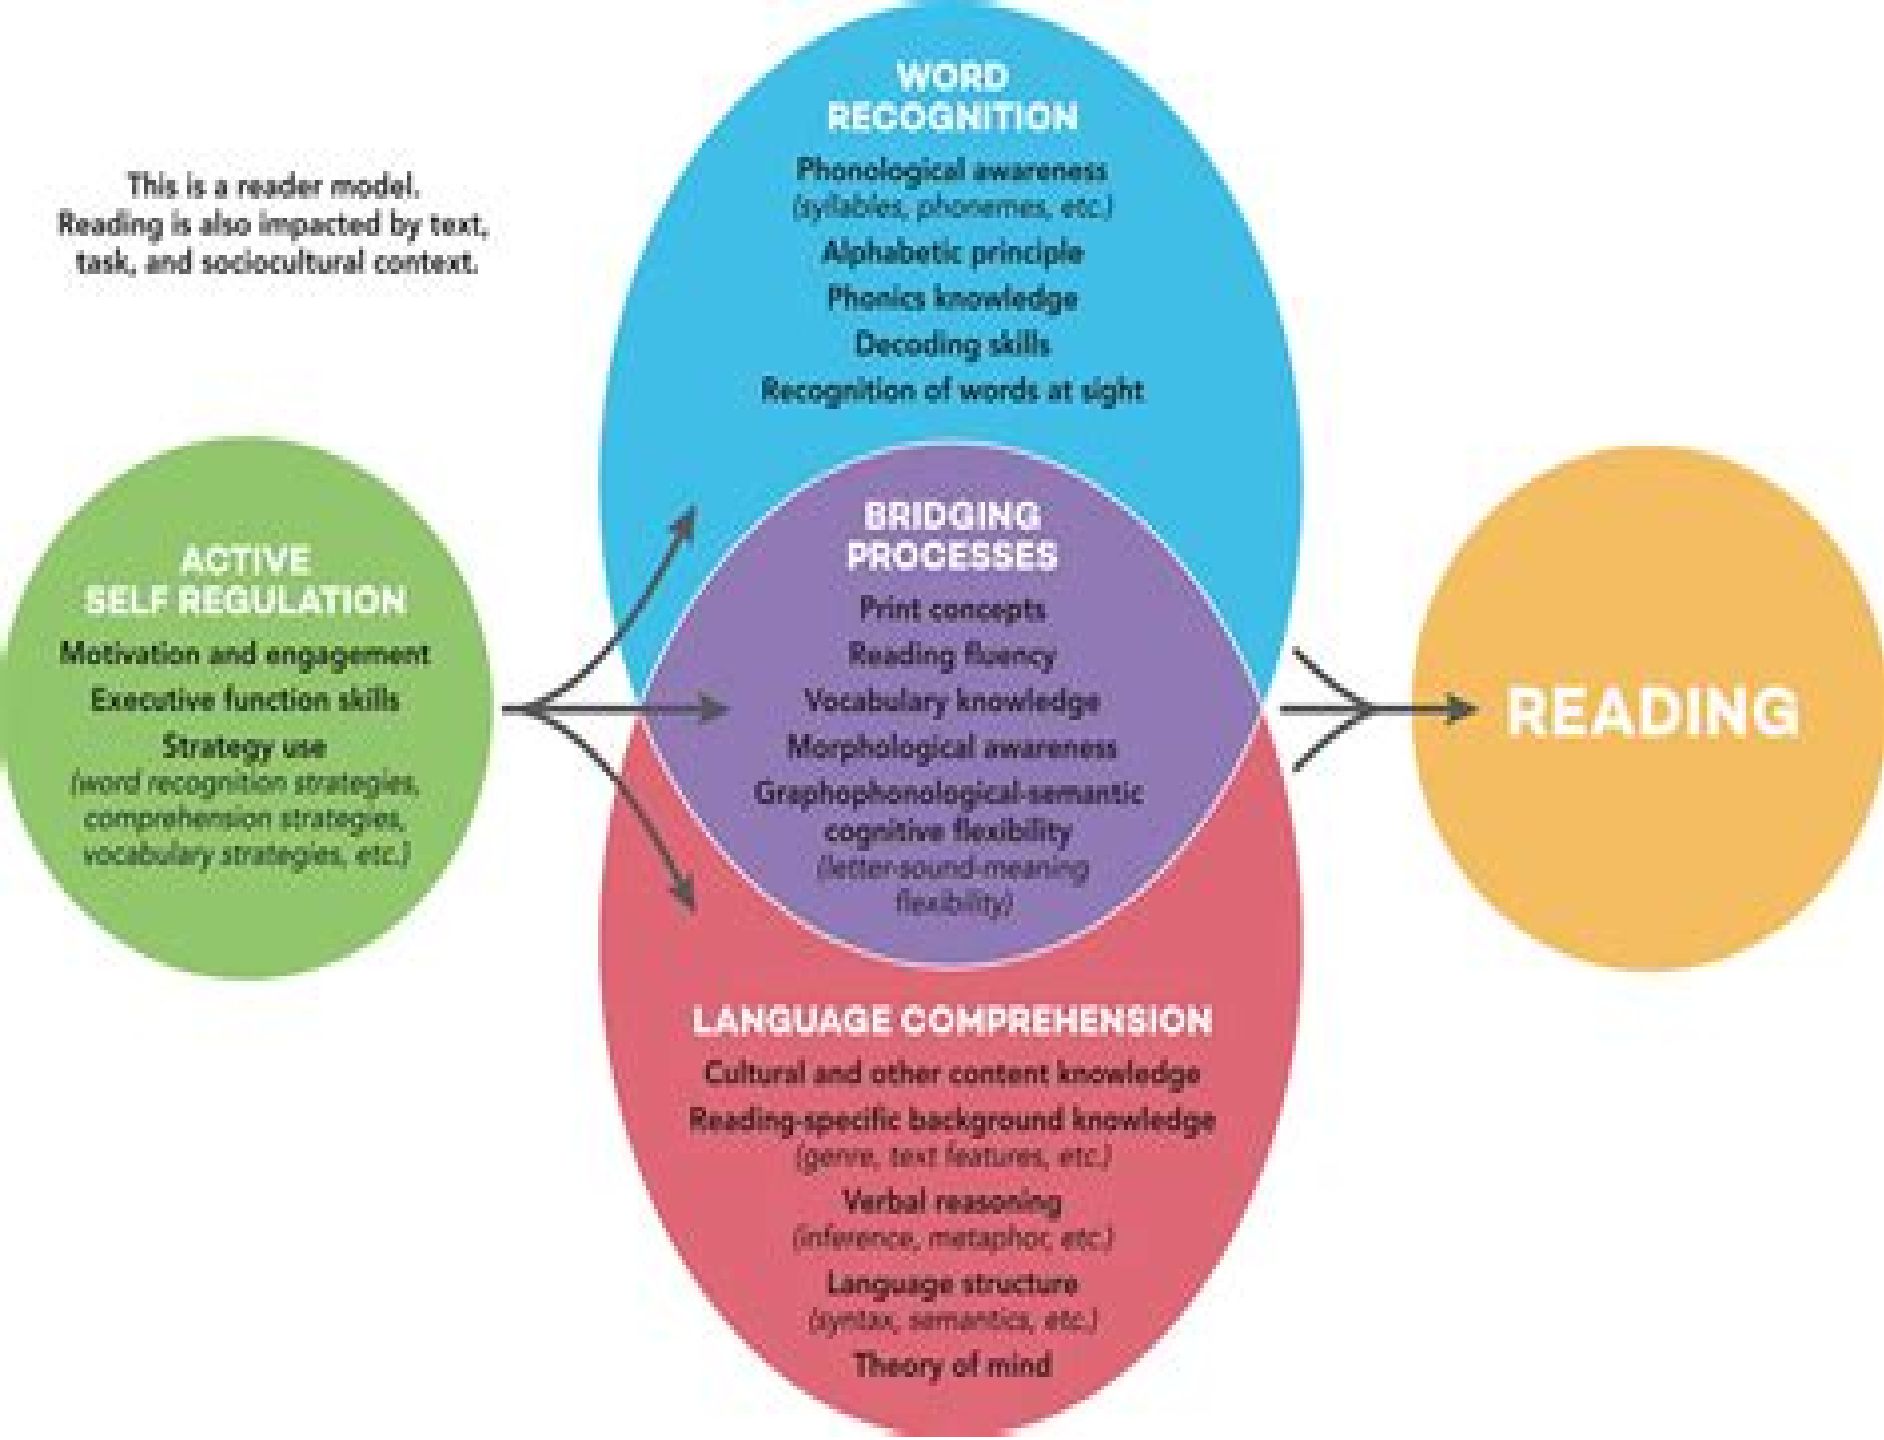 This is a reader model.
Reading is also impacted by text,
task, and sociocultural context.
ACTIVE
SELF REGULATION
Motivation and engagement
Executive function skills
Strategy use
(word recognition strategies,
comprehension strategies,
vocabulary strategies, etc.)
WORD
RECOGNITION
Phonological awareness
(syllables, phonemes, etc.)
Alphabetic principle
Phonics knowledge
Decoding skills
Recognition of words at sight
BRIDGING
PROCESSES
Print concepts
Reading fluency
Vocabulary knowledge
Morphological awareness
Graphophonological-semantic
cognitive flexibility
(letter-sound-meaning
flexibility)
LANGUAGE COMPREHENSION
Cultural and other content knowledge
Reading-specific background knowledge
(genre, text features, etc.)
Verbal reasoning
(inference, metaphor, etc.)
Language structure
(syntax, semantics, etc.)
Theory of mind
READING